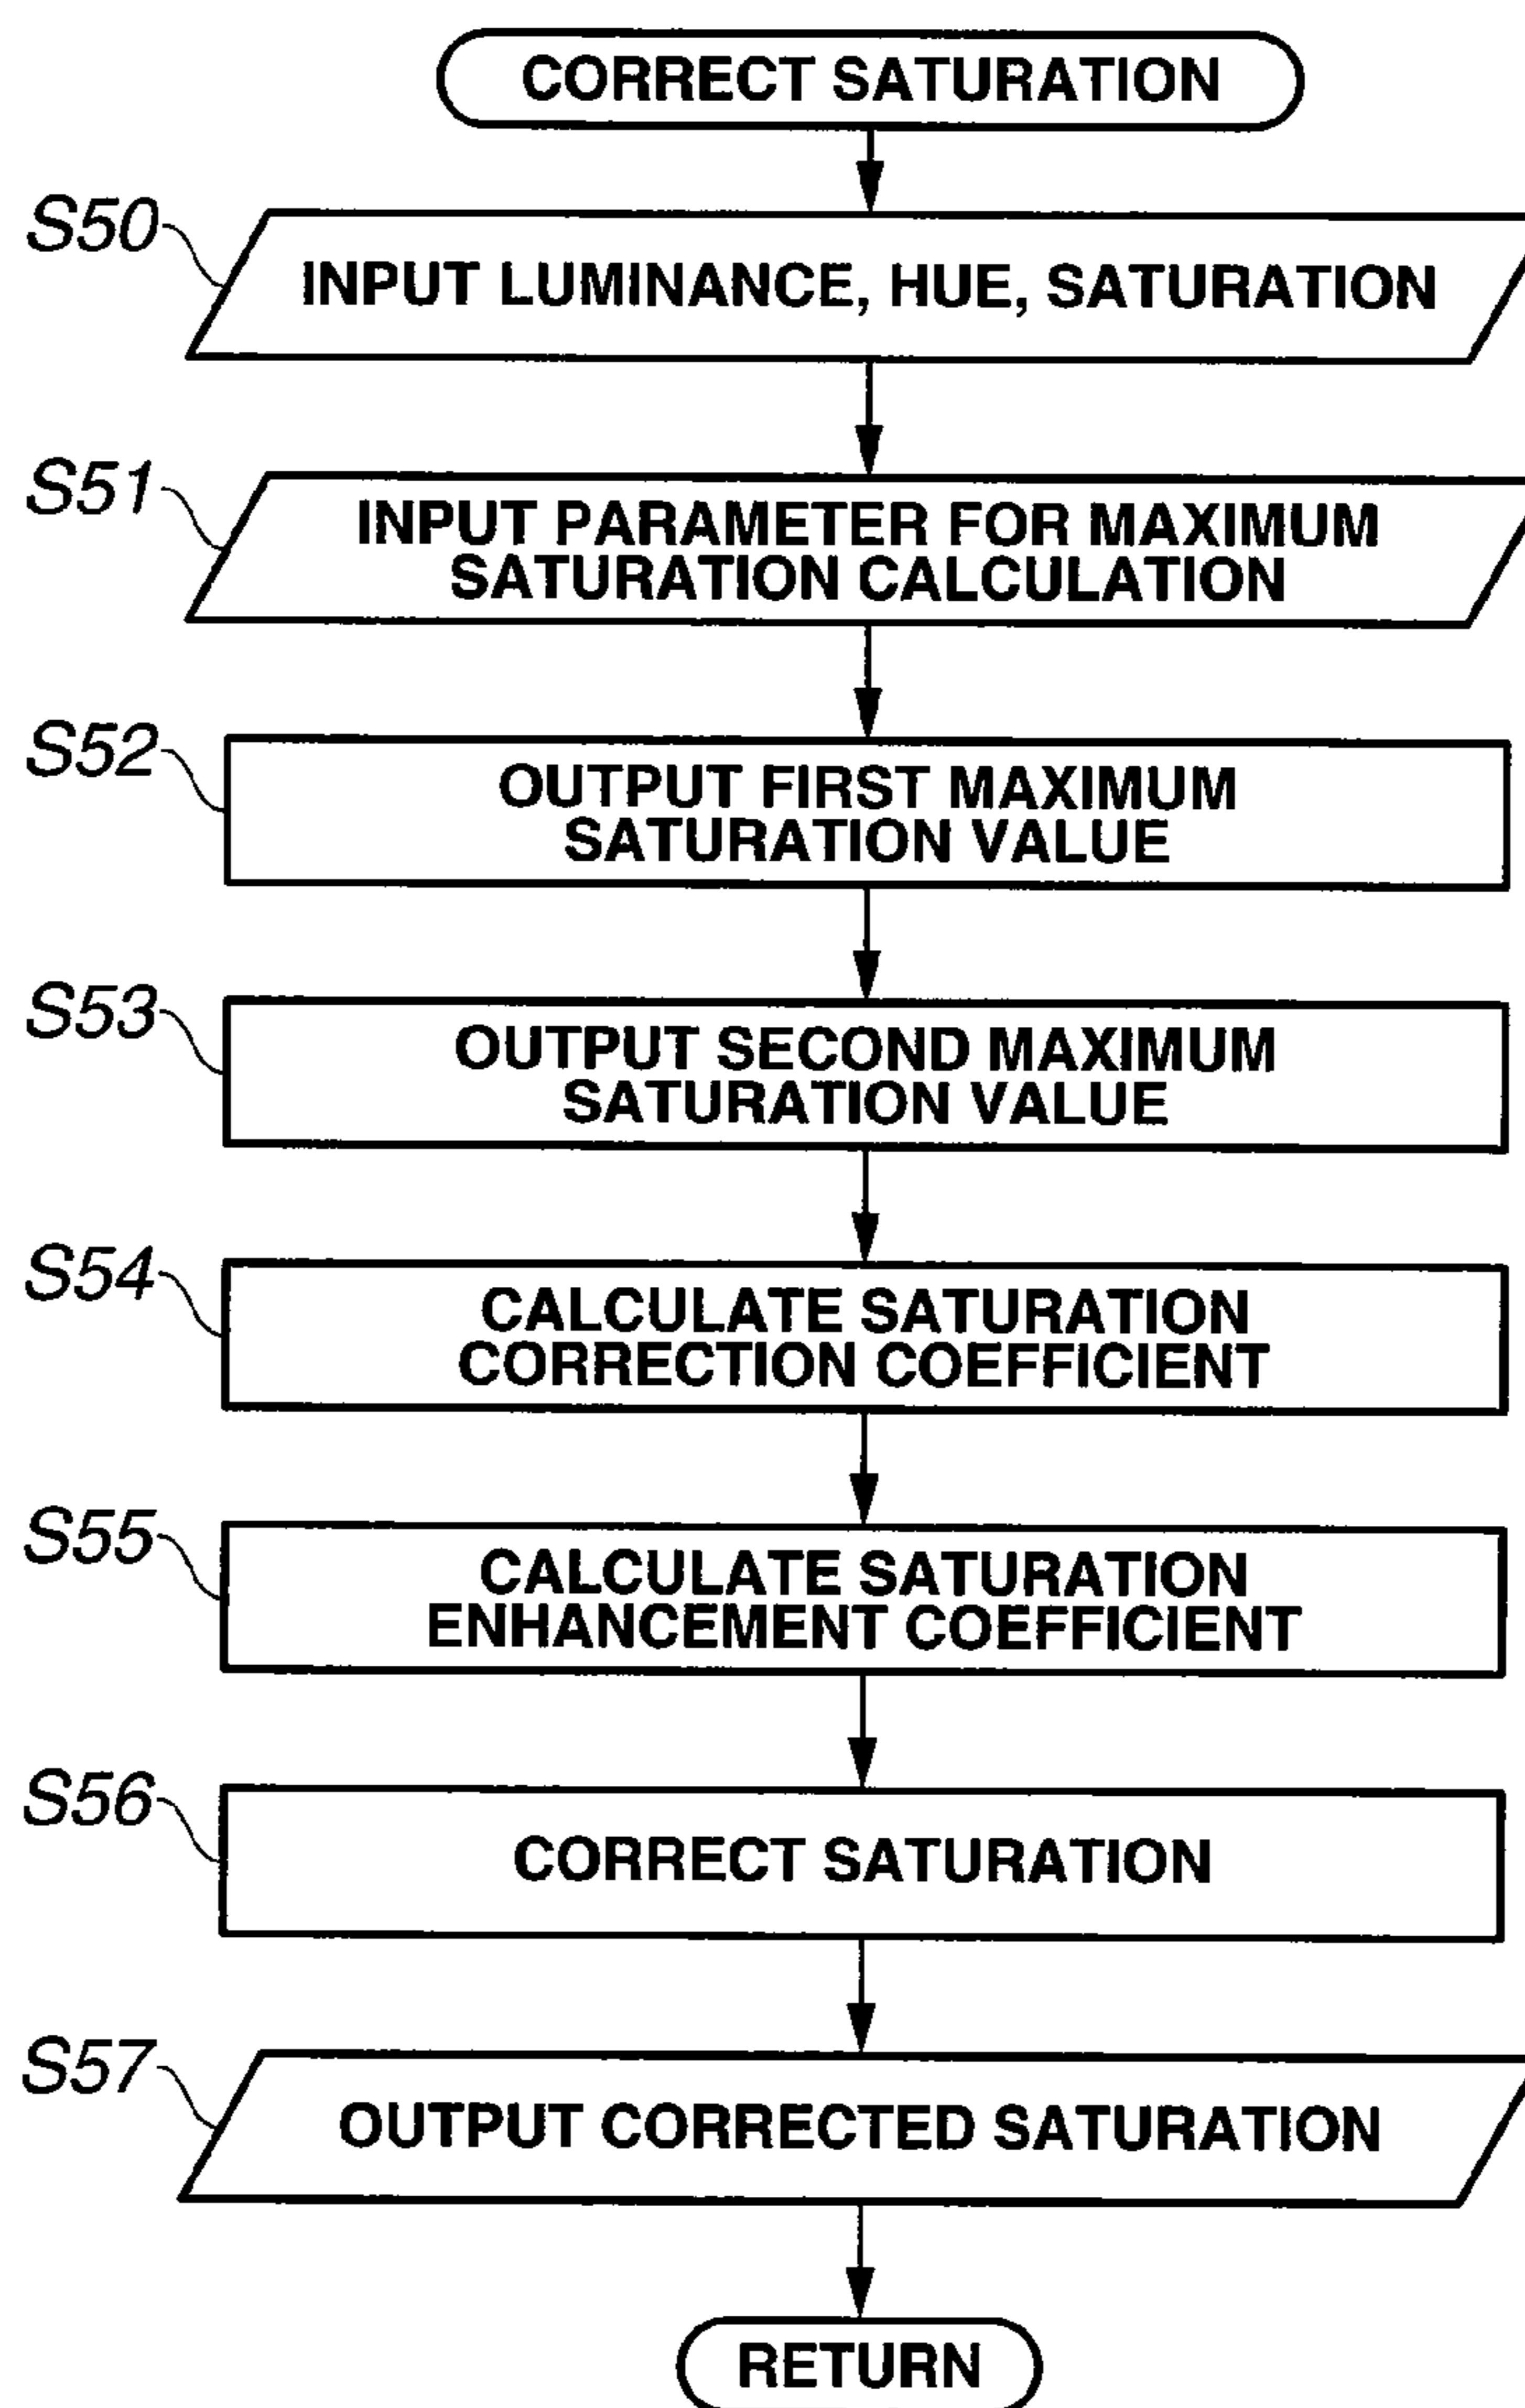 CORRECT SATURATION
S50
INPUT LUMINANCE, HUE, SATURATION
S51
INPUT PARAMETER FOR MAXIMUM
SATURATION CALCULATION
S52
OUTPUT FIRST MAXIMUM
SATURATION VALUE
S53
OUTPUT SECOND MAXIMUM
SATURATION VALUE
S54
CALCULATE SATURATION
CORRECTION COEFFICIENT
S55
CALCULATE SATURATION
ENHANCEMENT COEFFICIENT
S56
CORRECT SATURATION
S57
OUTPUT CORRECTED SATURATION
RETURN